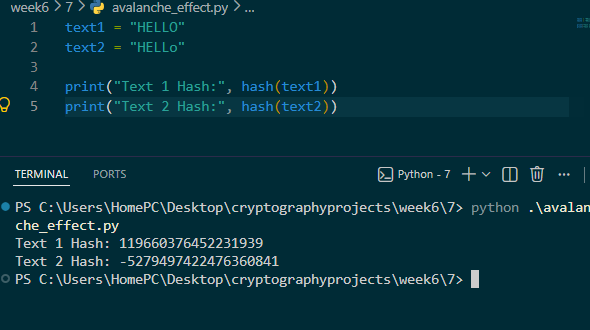 week6 > 7 > avalanche_effect.py > ...
1 text1 = "HELLO"
2 text2 = "HELLo"
3
4 print("Text 1 Hash:", hash(text1))
5 print("Text 2 Hash:", hash(text2))
TERMINAL PORTS Python - 7
PS C:\Users\HomePC\Desktop\cryptographyprojects\week6\7> python .\avalan
che_effect.py
Text 1 Hash: 119660376452231939
Text 2 Hash: -5279497422476360841
PS C:\Users\HomePC\Desktop\cryptographyprojects\week6\7>